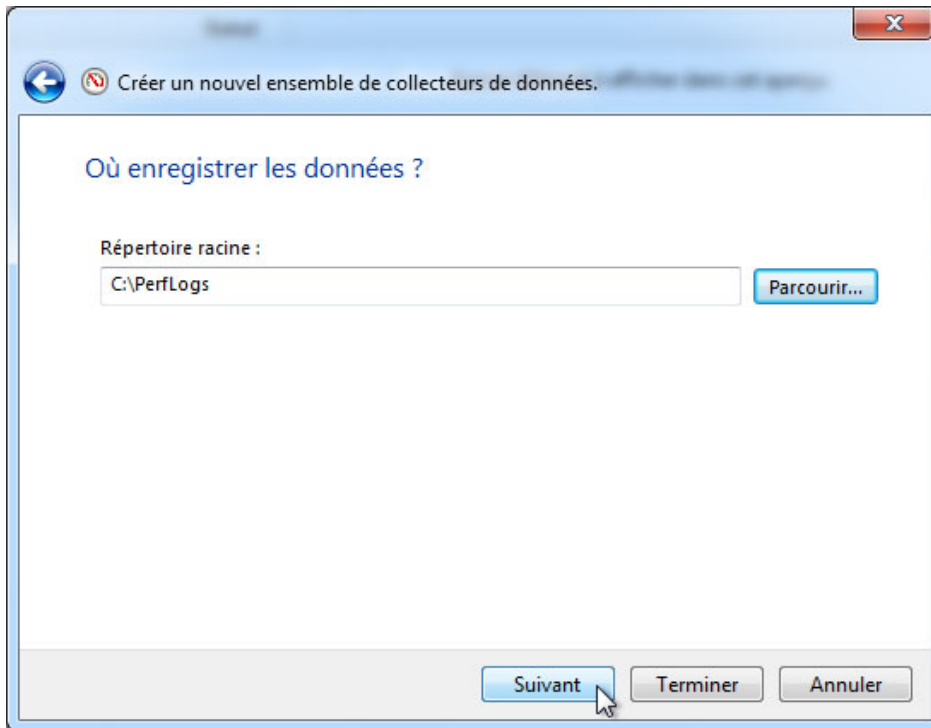 Créer un nouvel ensemble de collecteurs de données.
Où enregistrer les données ?
Répertoire racine :
C:\PerfLogs
Parcourir...
Suivant
Terminer
Annuler